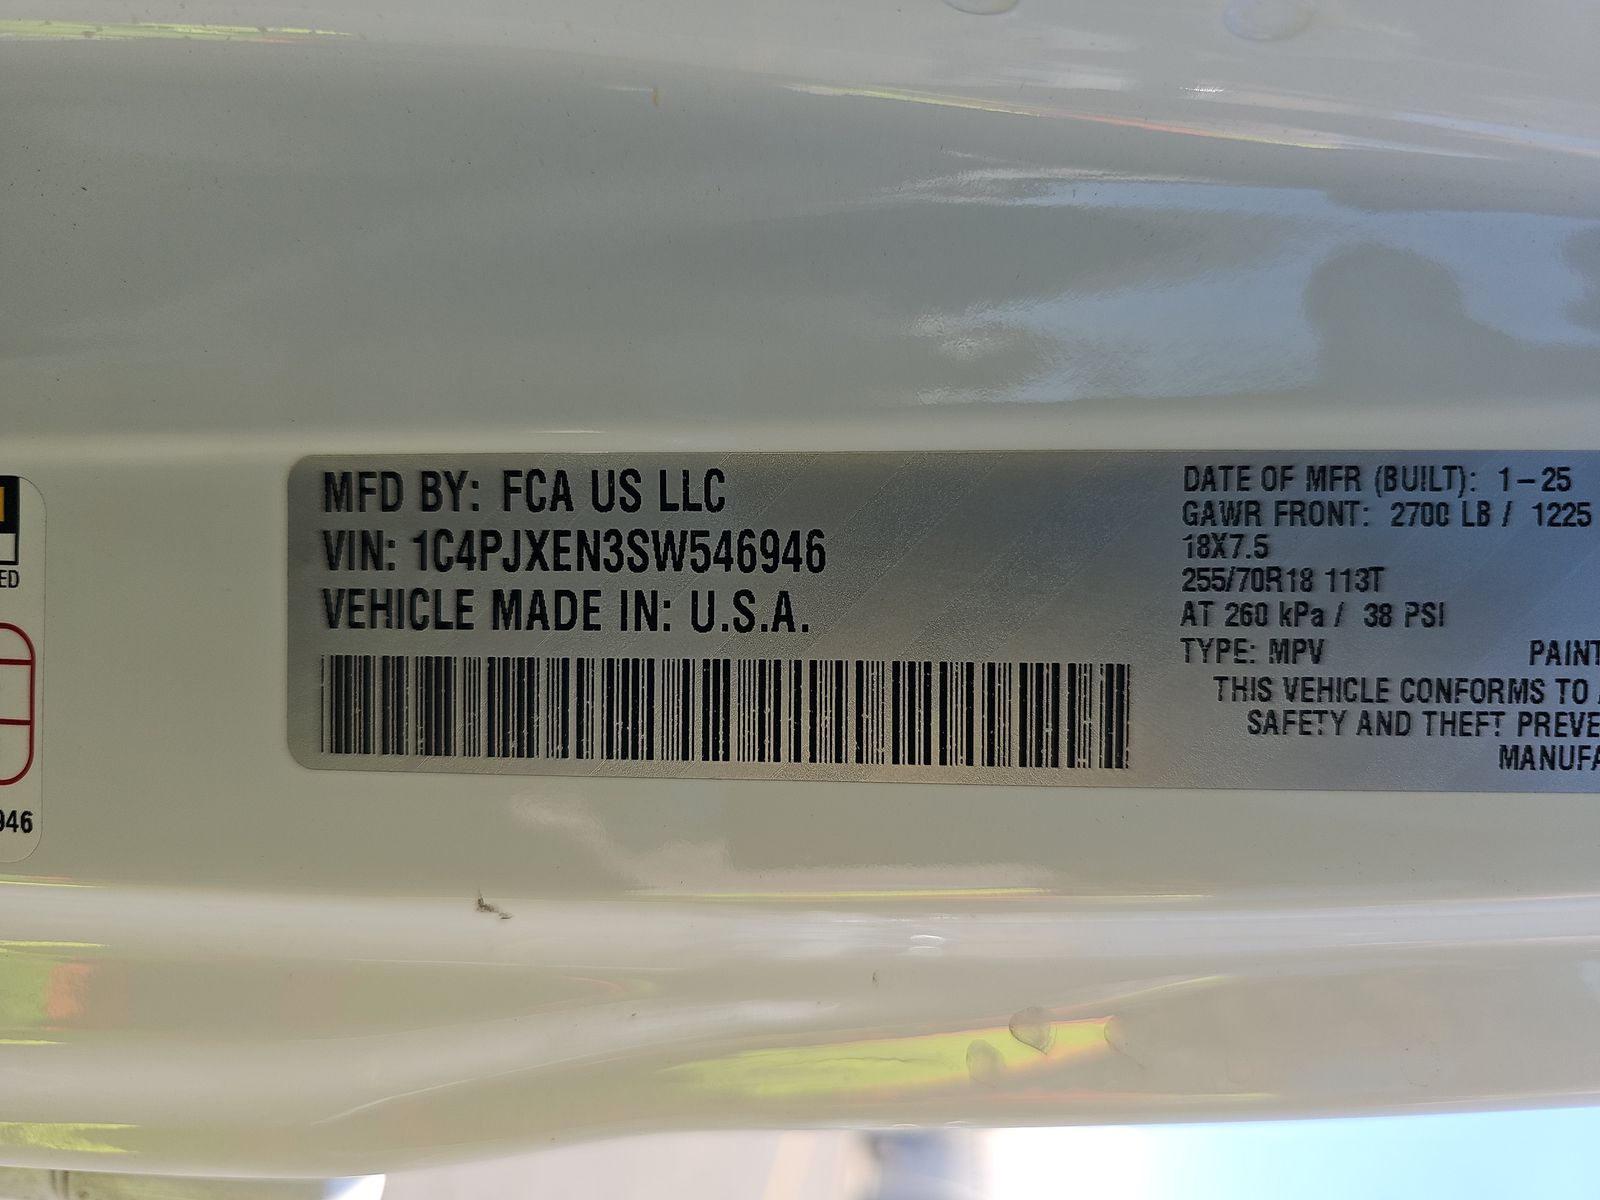 ED
946
MFD BY: FCA US LLC
VIN: 1C4PJXEN3SW546946
VEHICLE MADE IN: U.S.A.
DATE OF MFR (BUILT): 1-25
GAWR FRONT: 2700 LB / 1225
18X7.5
255/70R18 113T
AT 260 kPa / 38 PSI
TYPE: MPV PAINT
THIS VEHICLE CONFORMS TO A
SAFETY AND THEFT PREVE
MANUFA